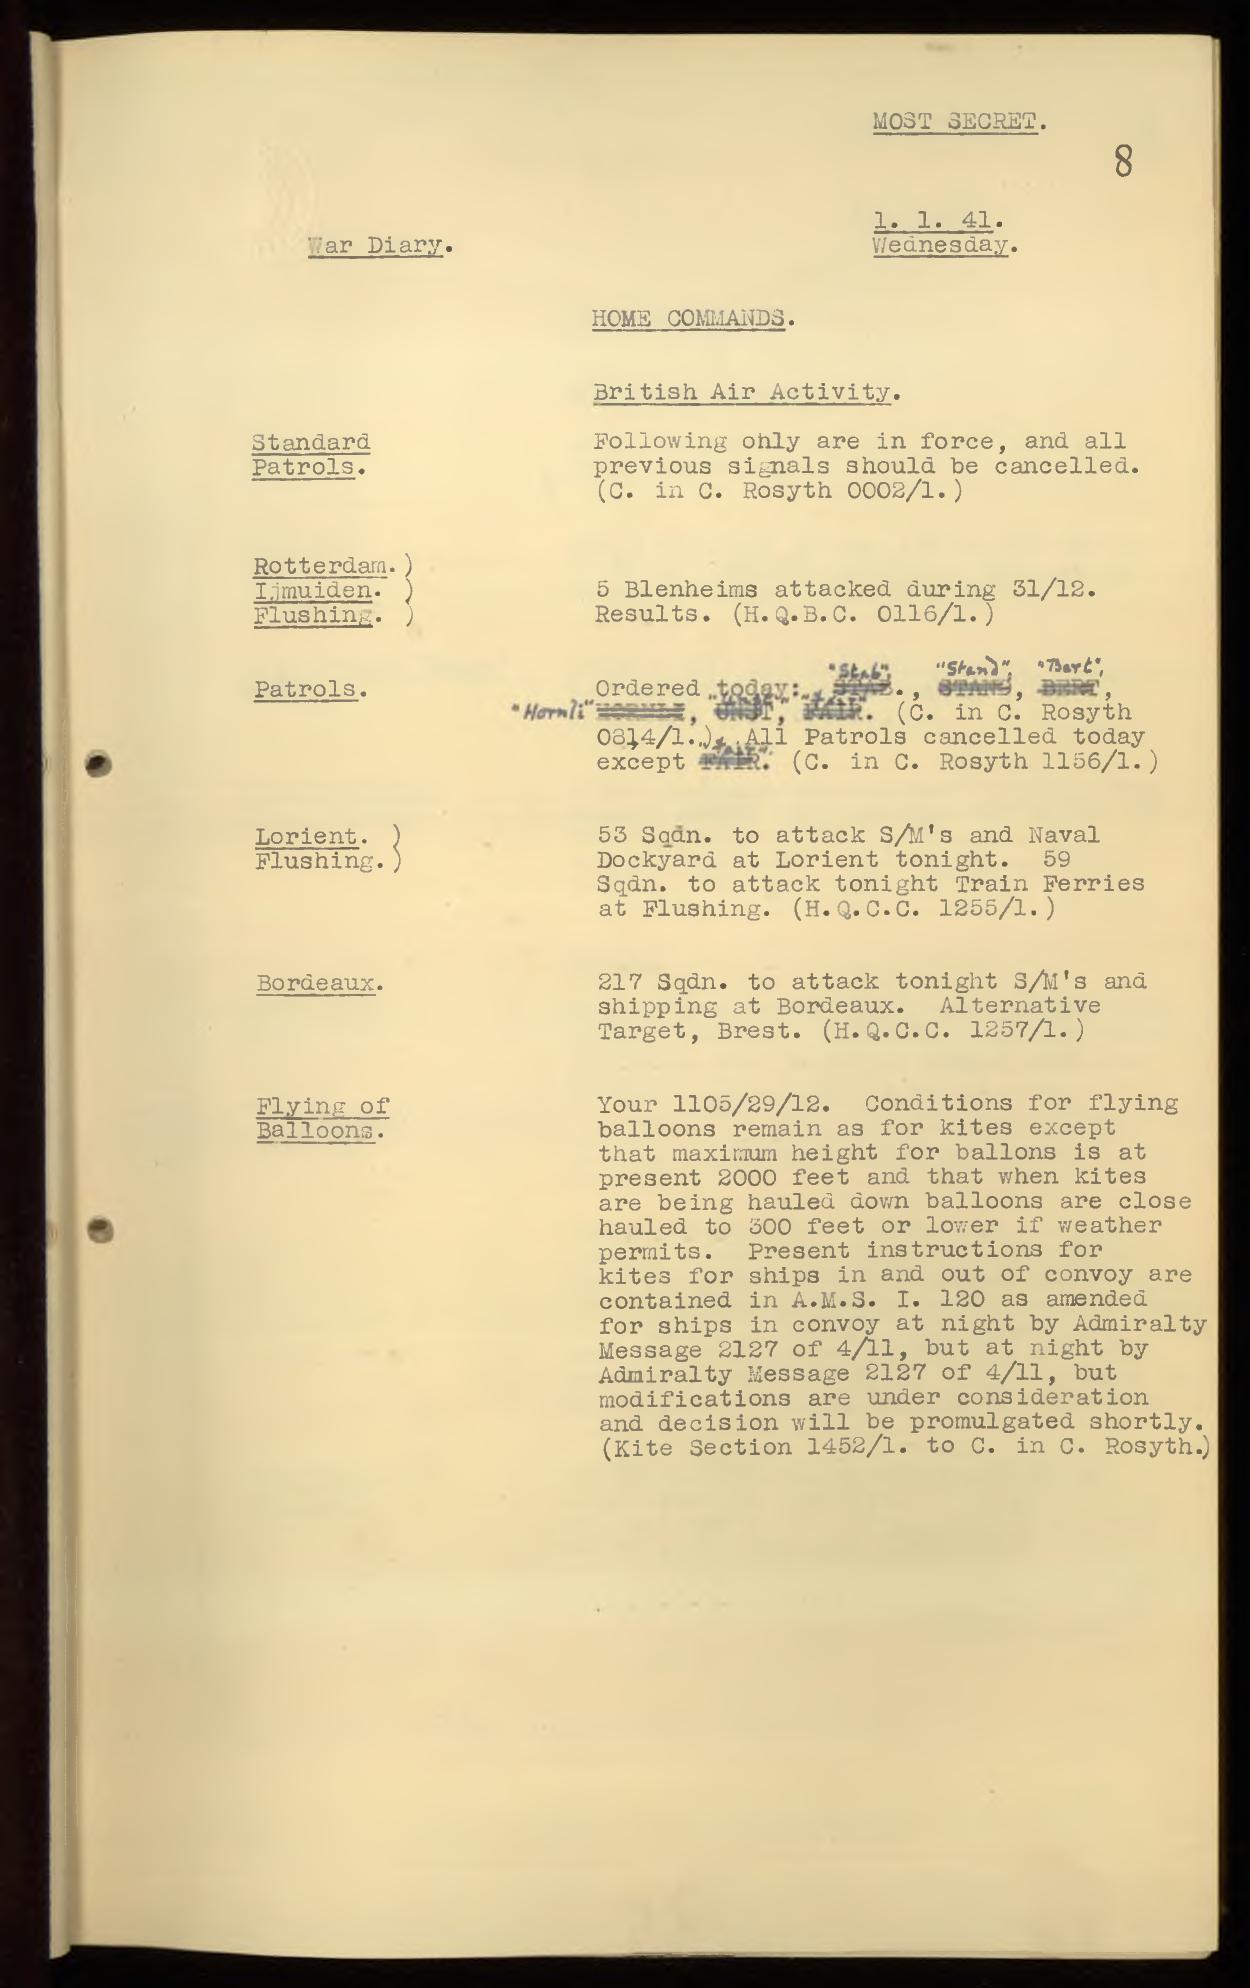 MOST SECRET.
8
1. 1. 41.
War Diary.
Wednesday.
HOME COMMANDS.
British Air Activity.
Standard
Patrols.
Following ohly are in force, and all
previous signals should be cancelled.
(C. in C. Rosyth 0002/1.)
Rotterdam. )
Ijmuiden. )
Flushing. )
5 Blenheims attacked during 31/12.
Results. (H.Q.B.C. 0116/1.)
"Stab", "Stand", "Bert",
Patrols.
Ordered today: STAB., STAND, BERT,
"Hornli" HORNLI, UNST, FAIR. (C. in C. Rosyth
0814/1.) All Patrols cancelled today
"Fair"
except FAIR. (C. in C. Rosyth 1156/1.)
Lorient. )
Flushing. )
53 Sqdn. to attack S/M's and Naval
Dockyard at Lorient tonight. 59
Sqdn. to attack tonight Train Ferries
at Flushing. (H.Q.C.C. 1255/1.)
Bordeaux.
217 Sqdn. to attack tonight S/M's and
shipping at Bordeaux. Alternative
Target, Brest. (H.Q.C.C. 1257/1.)
Flying of
Balloons.
Your 1105/29/12. Conditions for flying
balloons remain as for kites except
that maximum height for ballons is at
present 2000 feet and that when kites
are being hauled down balloons are close
hauled to 300 feet or lower if weather
permits. Present instructions for
kites for ships in and out of convoy are
contained in A.M.S. I. 120 as amended
for ships in convoy at night by Admiralty
Message 2127 of 4/11, but at night by
Admiralty Message 2127 of 4/11, but
modifications are under consideration
and decision will be promulgated shortly.
(Kite Section 1452/1. to C. in C. Rosyth.)